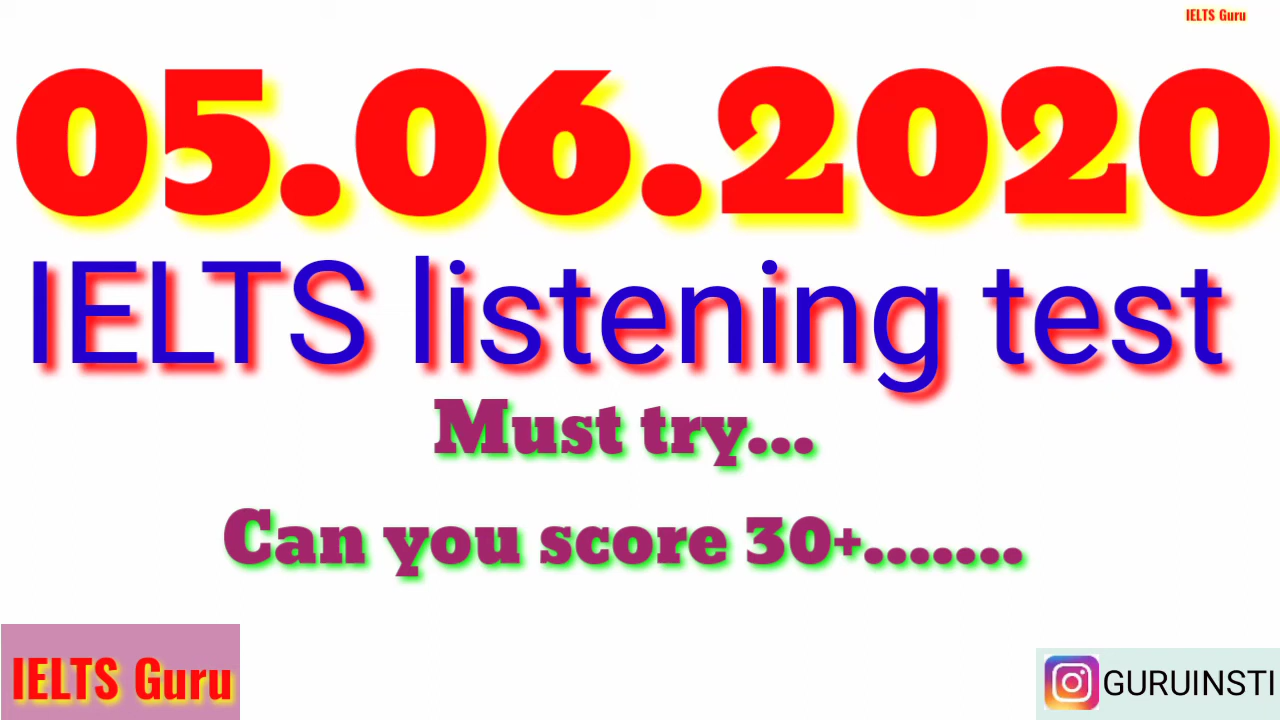 IELTS Guru
05.06.2020
IELTS listening test
Must try...
Can you score 30+.......
IELTS Guru
GURUINSTI